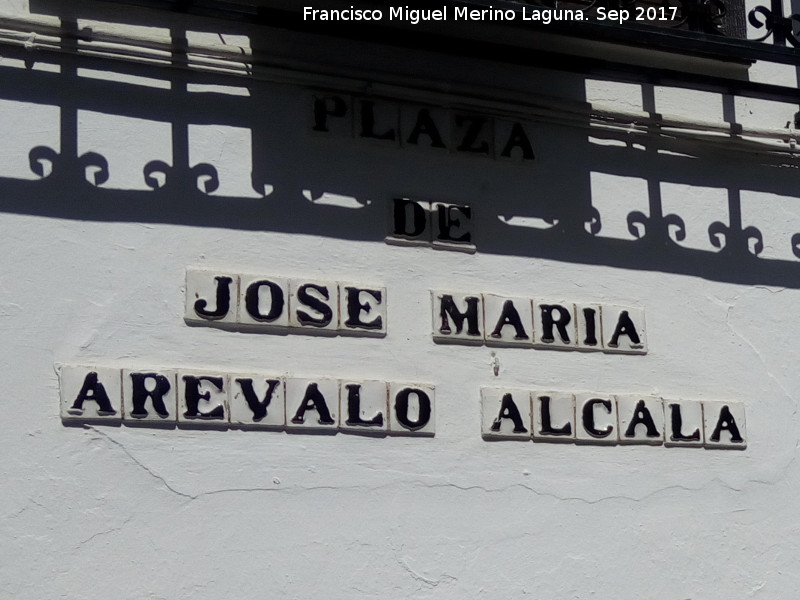 Francisco Miguel Merino Laguna. Sep 2017
PLAZA
DE
JOSE MARIA
AREVALO ALCALA